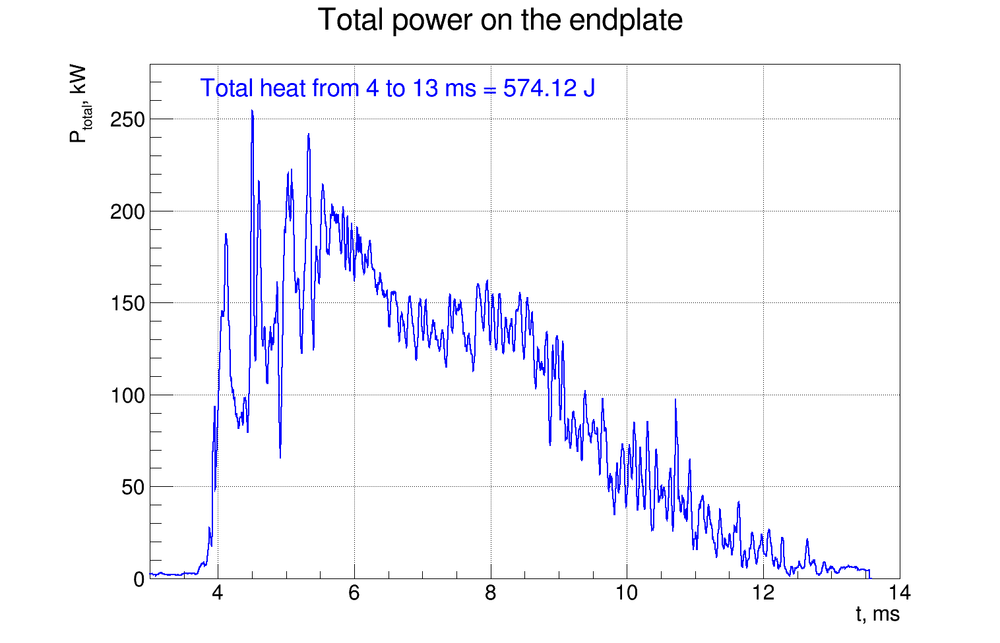 Total power on the endplate
P_total, kW
Total heat from 4 to 13 ms = 574.12 J
250
200
150
100
50
0
4 6 8 10 12 14
t, ms